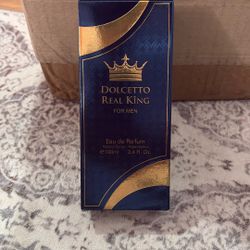 DOLCETTO
REAL KING
FOR MEN
Eau de Parfum
℮100ml 3.4 fl. Oz.